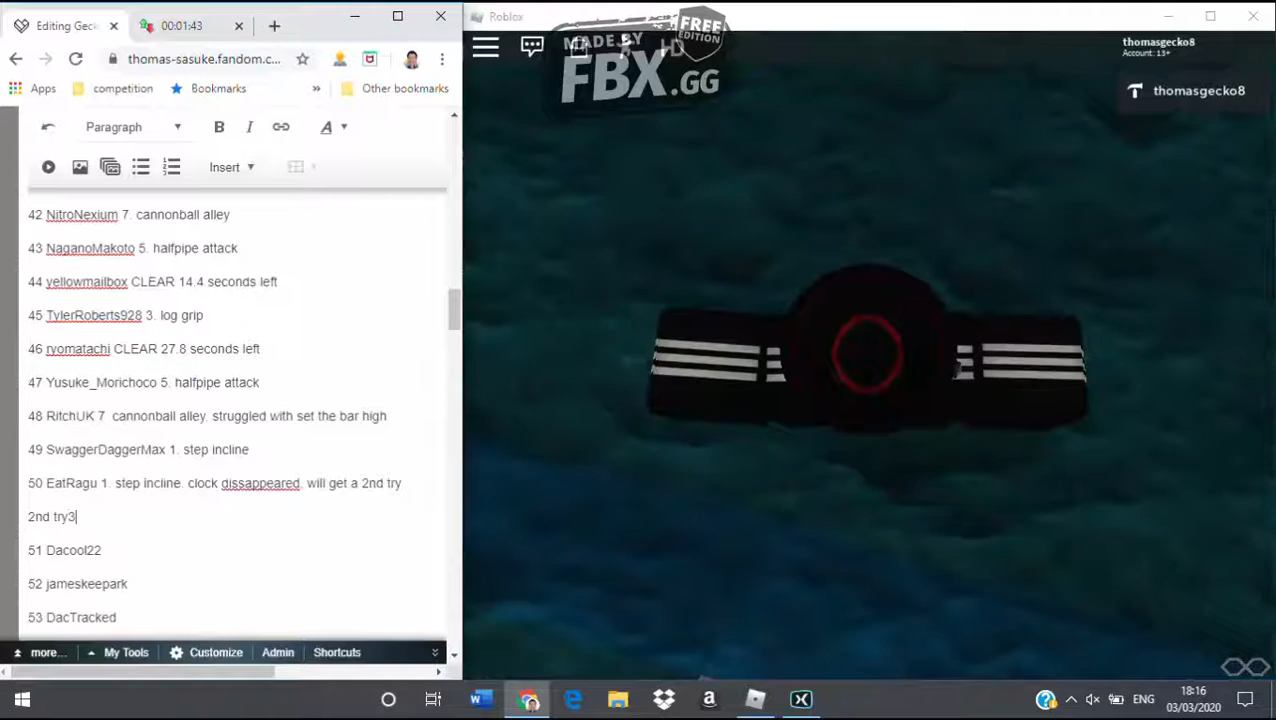 Editing Geck
00:01:43
thomas-sasuke.fandom.c...
Apps
competition
Bookmarks
»
Other bookmarks
Paragraph
B
I
A
Insert
42 NitroNexium 7. cannonball alley
43 NaganoMakoto 5. halfpipe attack
44 yellowmailbox CLEAR 14.4 seconds left
45 TylerRoberts928 3. log grip
46 ryomatachi CLEAR 27.8 seconds left
47 Yusuke_Morichoco 5. halfpipe attack
48 RitchUK 7  cannonball alley. struggled with set the bar high
49 SwaggerDaggerMax 1. step incline
50 EatRagu 1. step incline. clock dissappeared. will get a 2nd try
2nd try3
51 Dacool22
52 jameskeepark
53 DacTracked
more...
My Tools
Customize
Admin
Shortcuts
Roblox
MADE BY
FBX.GG
FREE
EDITION
HD
thomasgecko8
Account: 13+
thomasgecko8
ENG
18:16
03/03/2020